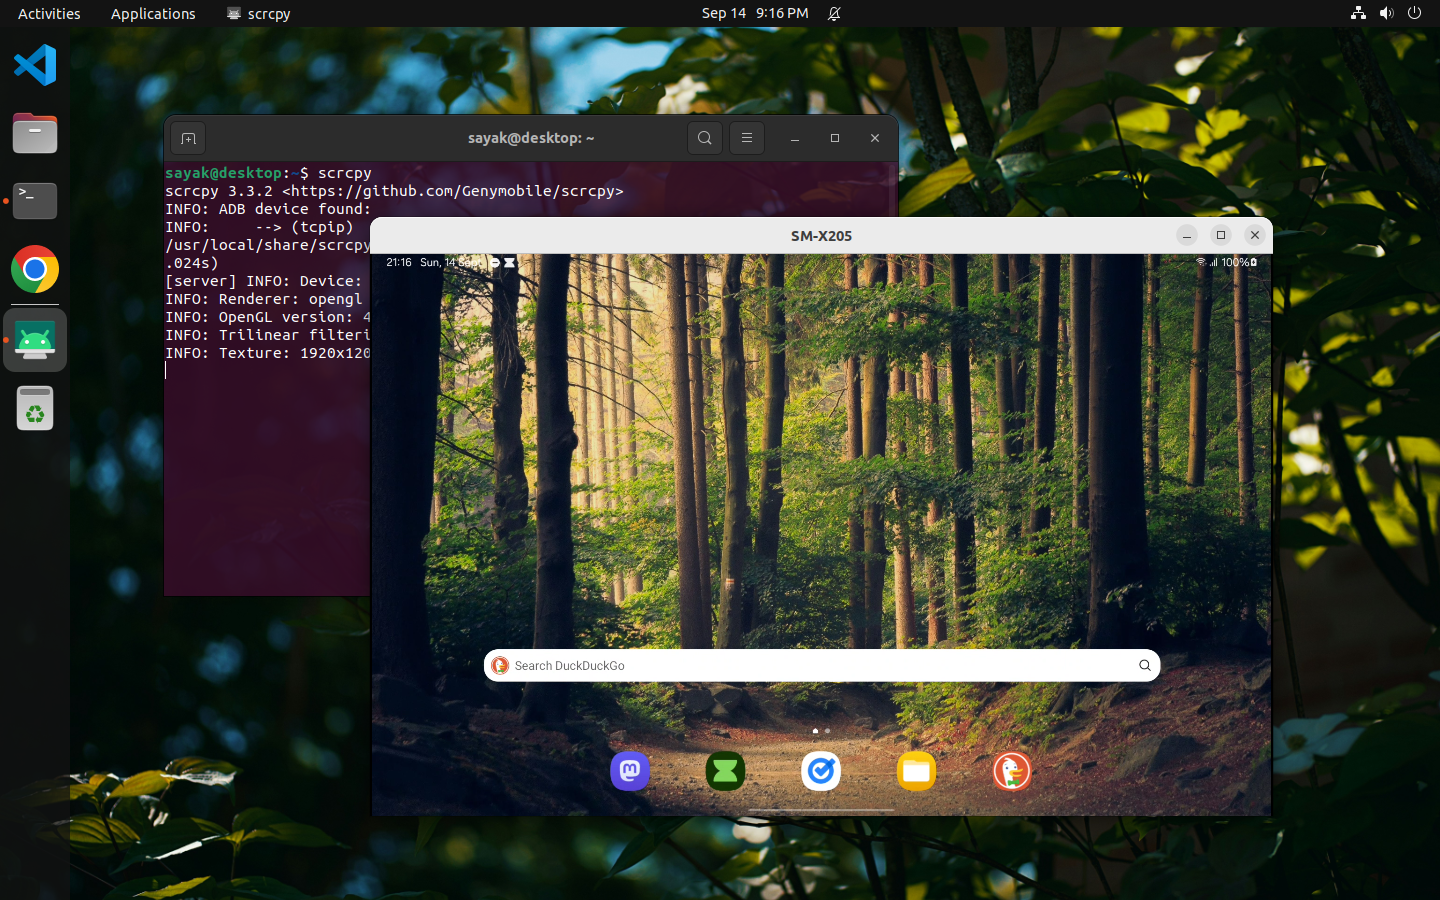 Activities Applications scrcpy Sep 14 9:16 PM
sayak@desktop: ~
sayak@desktop:~$ scrcpy
scrcpy 3.3.2 <https://github.com/Genymobile/scrcpy>
INFO: ADB device found:
INFO:     --> (tcpip)
/usr/local/share/scrcpy
.024s)
[server] INFO: Device:
INFO: Renderer: opengl
INFO: OpenGL version: 4
INFO: Trilinear filteri
INFO: Texture: 1920x120
SM-X205
21:16 Sun, 14 Sept 100%
Search DuckDuckGo